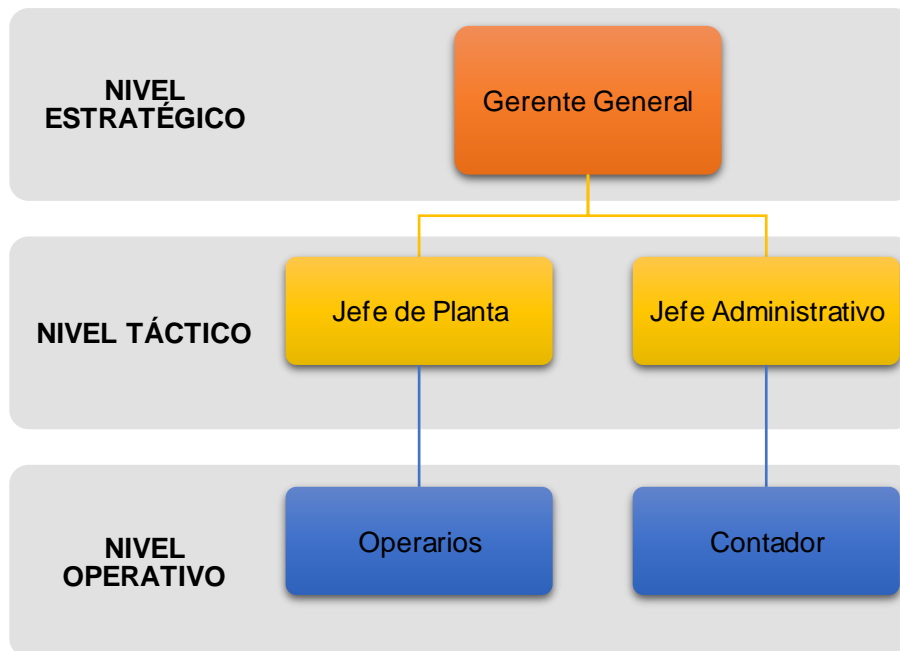 NIVEL
ESTRATÉGICO
Gerente General
NIVEL TÁCTICO
Jefe de Planta
Jefe Administrativo
NIVEL
OPERATIVO
Operarios
Contador